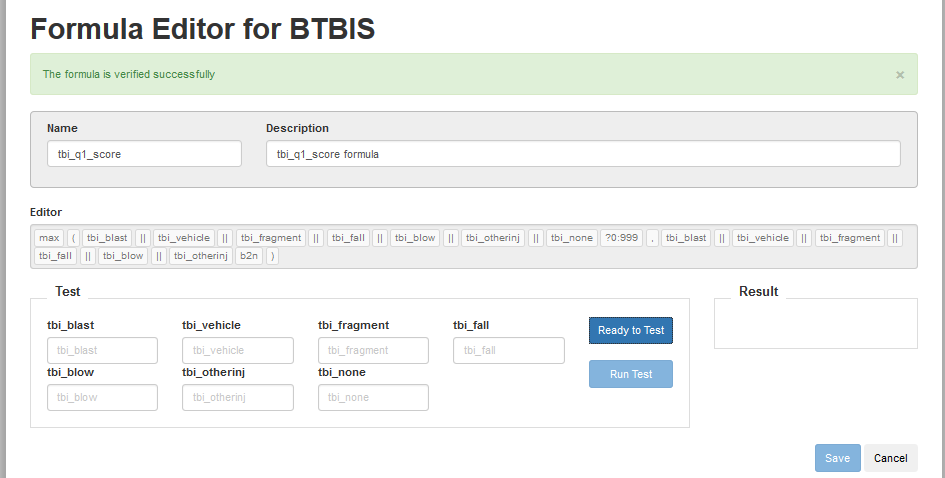 Formula Editor for BTBIS
The formula is verified successfully ×
Name Description
tbi_q1_score tbi_q1_score formula
Editor
max ( tbi_blast || tbi_vehicle || tbi_fragment || tbi_fall || tbi_blow || tbi_otherinj || tbi_none ?0:999 , tbi_blast || tbi_vehicle || tbi_fragment ||
tbi_fall || tbi_blow || tbi_otherinj b2n )
Test Result
tbi_blast tbi_vehicle tbi_fragment tbi_fall Ready to Test
tbi_blast tbi_vehicle tbi_fragment tbi_fall
tbi_blow tbi_otherinj tbi_none Run Test
tbi_blow tbi_otherinj tbi_none
Save Cancel